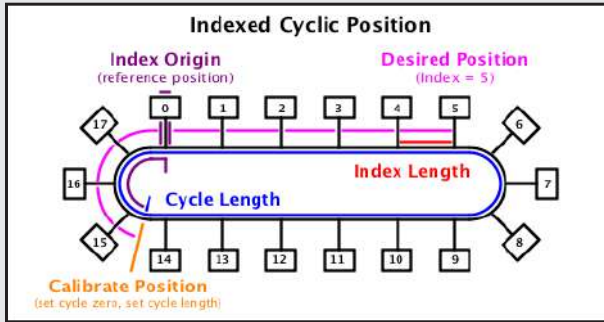 Indexed Cyclic Position
Index Origin
(reference position)
Desired Position
(Index = 5)
0
1
2
3
4
5
17
6
16
7
15
8
Index Length
Cycle Length
14
13
12
11
10
9
Calibrate Position
(set cycle zero, set cycle length)